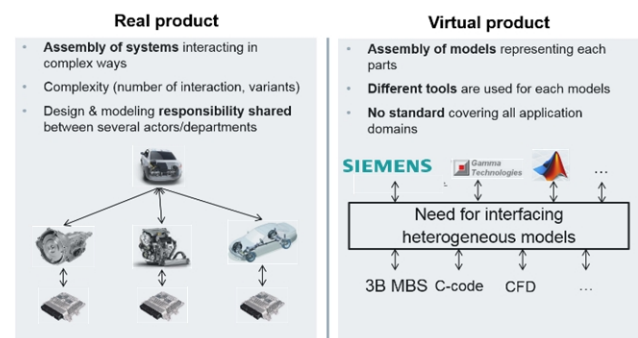 Real product
Assembly of systems interacting in
complex ways
Complexity (number of interaction, variants)
Design & modeling responsibility shared
between several actors/departments
Virtual product
Assembly of models representing each
parts
Different tools are used for each models
No standard covering all application
domains
SIEMENS
Gamma
Technologies
...
Need for interfacing
heterogeneous models
3B MBS C-code CFD ...